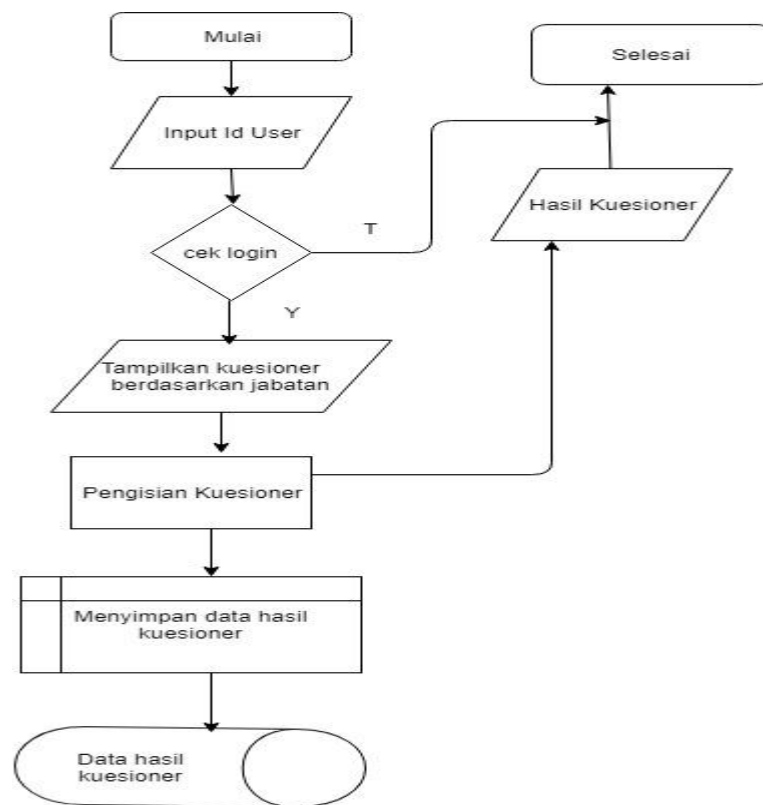 Mulai
Selesai
Input Id User
Hasil Kuesioner
T
cek login
Y
Tampilkan kuesioner
berdasarkan jabatan
Pengisian Kuesioner
Menyimpan data hasil
kuesioner
Data hasil
kuesioner